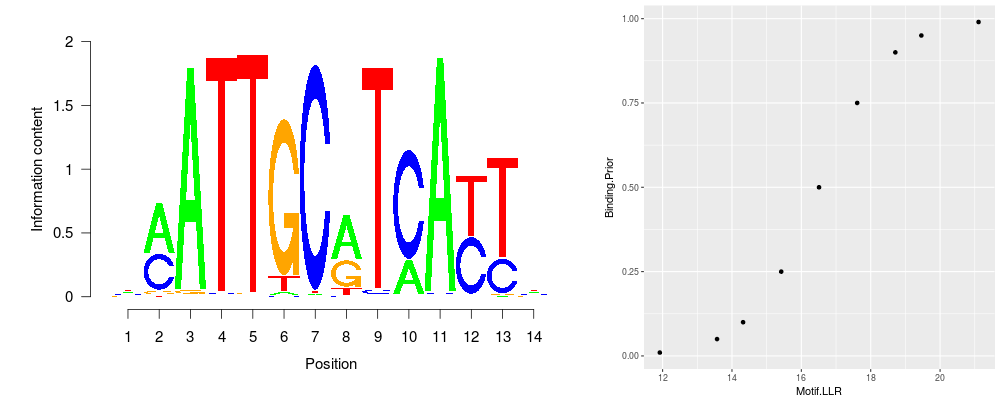 2
1.5
1
0.5
0
Information content
1 2 3 4 5 6 7 8 9 10 11 12 13 14
Position
A
C
A
T
T
G
T
C
A
G
T
T
C
A
A
T
C
T
C
1.00
0.75
0.50
0.25
0.00
Binding.Prior
12 14 16 18 20
Motif.LLR